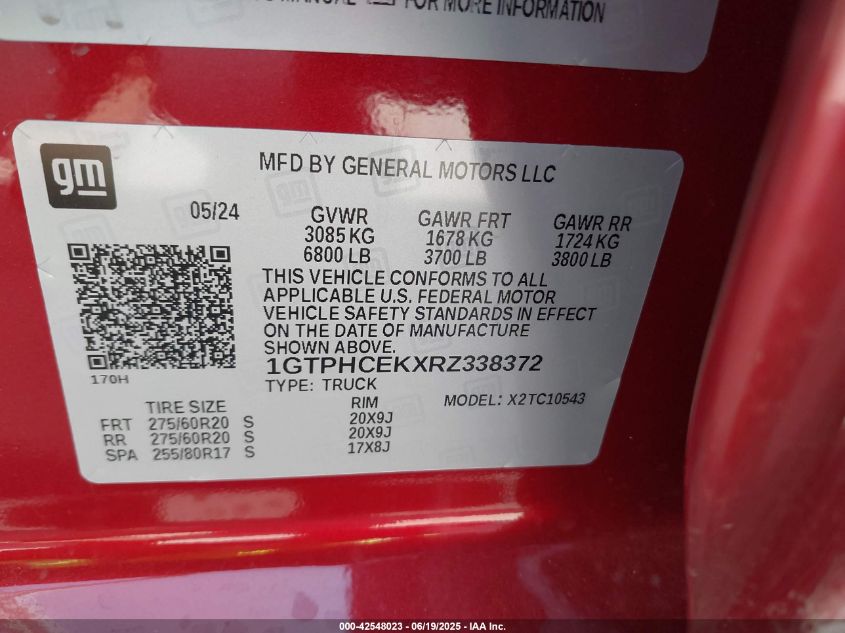 MANUAL FOR MORE INFORMATION
gm
MFD BY GENERAL MOTORS LLC
05/24
GVWR GAWR FRT GAWR RR
3085 KG 1678 KG 1724 KG
6800 LB 3700 LB 3800 LB
THIS VEHICLE CONFORMS TO ALL
APPLICABLE U.S. FEDERAL MOTOR
VEHICLE SAFETY STANDARDS IN EFFECT
ON THE DATE OF MANUFACTURE
SHOWN ABOVE.
1GTPHCEKXRZ338372
170H
TYPE: TRUCK
MODEL: X2TC10543
TIRE SIZE RIM
FRT 275/60R20 S 20X9J
RR 275/60R20 S 20X9J
SPA 255/80R17 S 17X8J
000-42548023 - 06/19/2025 - IAA Inc.